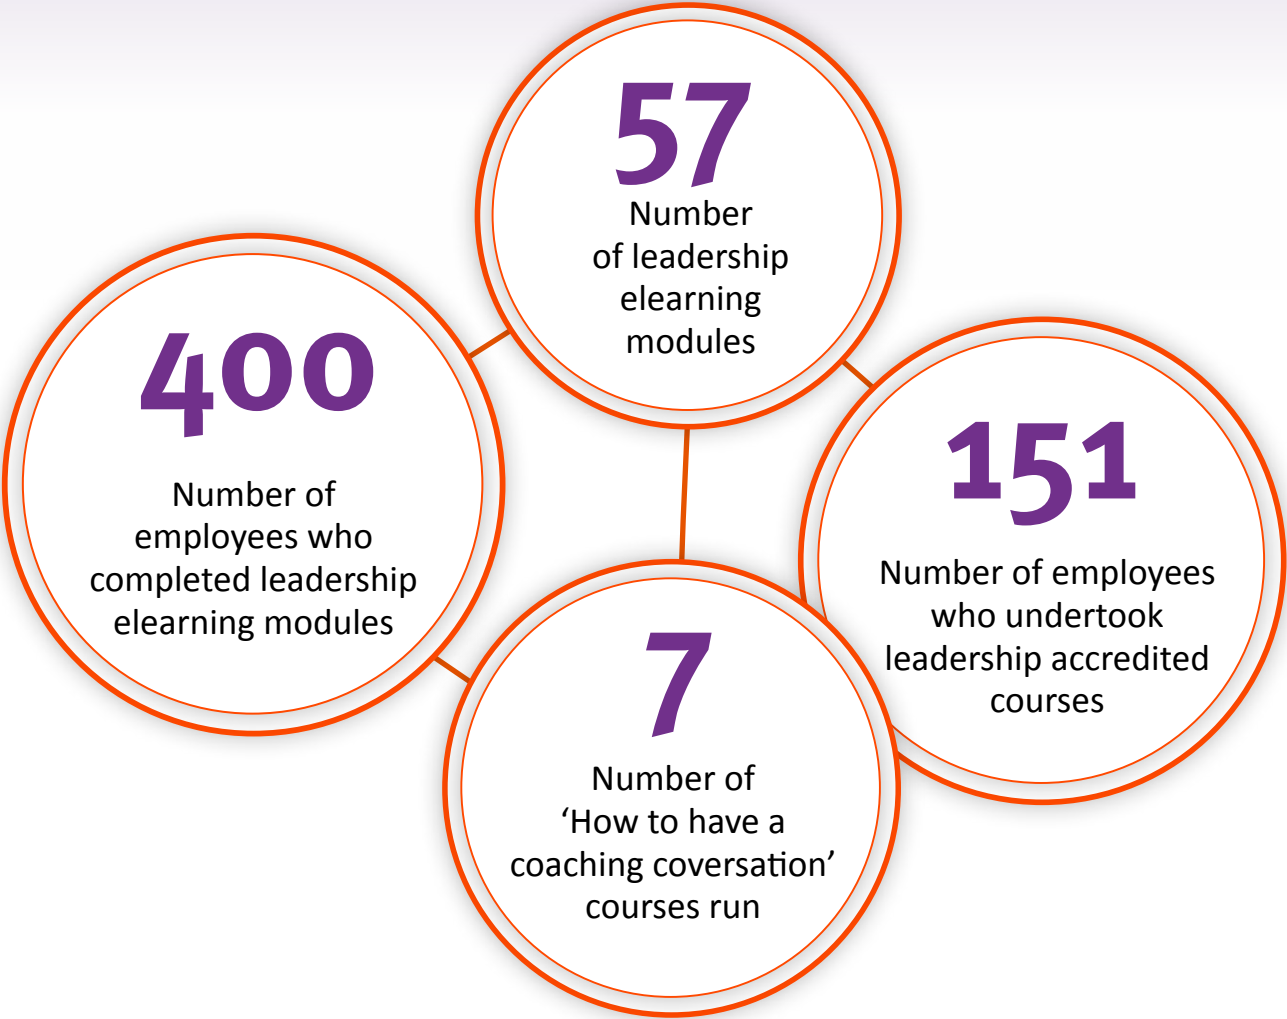 57
Number
of leadership
elearning
modules
400
Number of
employees who
completed leadership
elearning modules
151
Number of employees
who undertook
leadership accredited
courses
7
Number of
‘How to have a
coaching coversation’
courses run